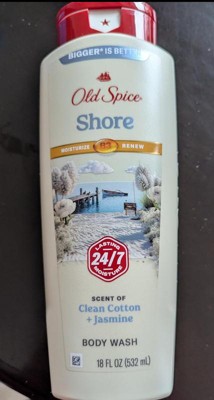 BIGGER* IS BETTER
Old Spice
Shore
MOISTURIZE B3 RENEW
LASTING
24/7
MOISTURE
SCENT OF
Clean Cotton
+ Jasmine
BODY WASH
18 FL OZ (532 mL)